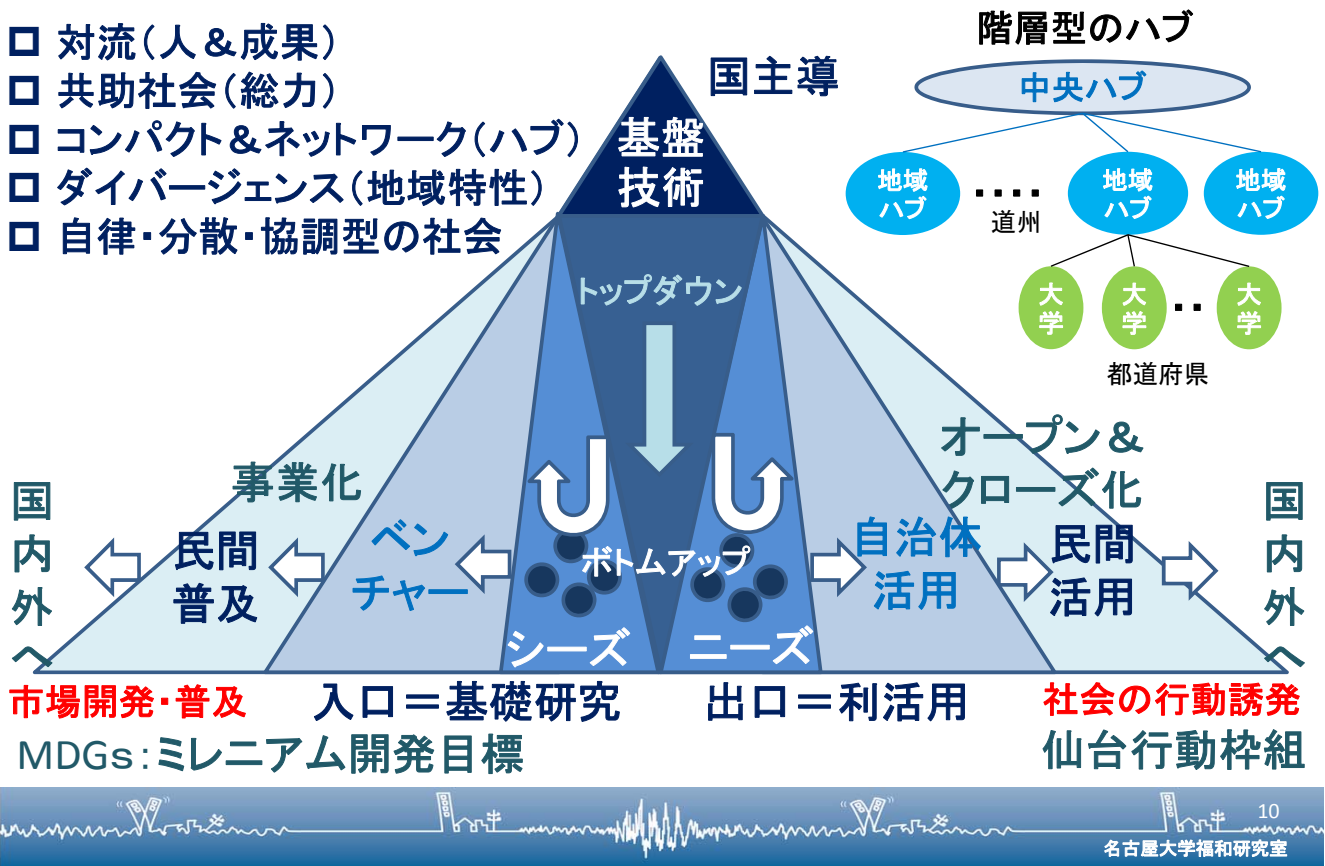 対流(人&成果)
共助社会(総力)
コンパクト&ネットワーク(ハブ)
ダイバージェンス(地域特性)
自律・分散・協調型の社会
国主導
基盤
技術
トップダウン
ボトムアップ
階層型のハブ
中央ハブ
地域
ハブ
・・・・
地域
ハブ
地域
ハブ
道州
大
学
大
学
・・
大
学
都道府県
事業化
オープン&
クローズ化
国
内
外
へ
民間
普及
ベン
チャー
シーズ
ニーズ
自治体
活用
民間
活用
国
内
外
へ
市場開発・普及
入口=基礎研究
出口=利活用
社会の行動誘発
MDGs:ミレニアム開発目標
仙台行動枠組
10
名古屋大学福和研究室